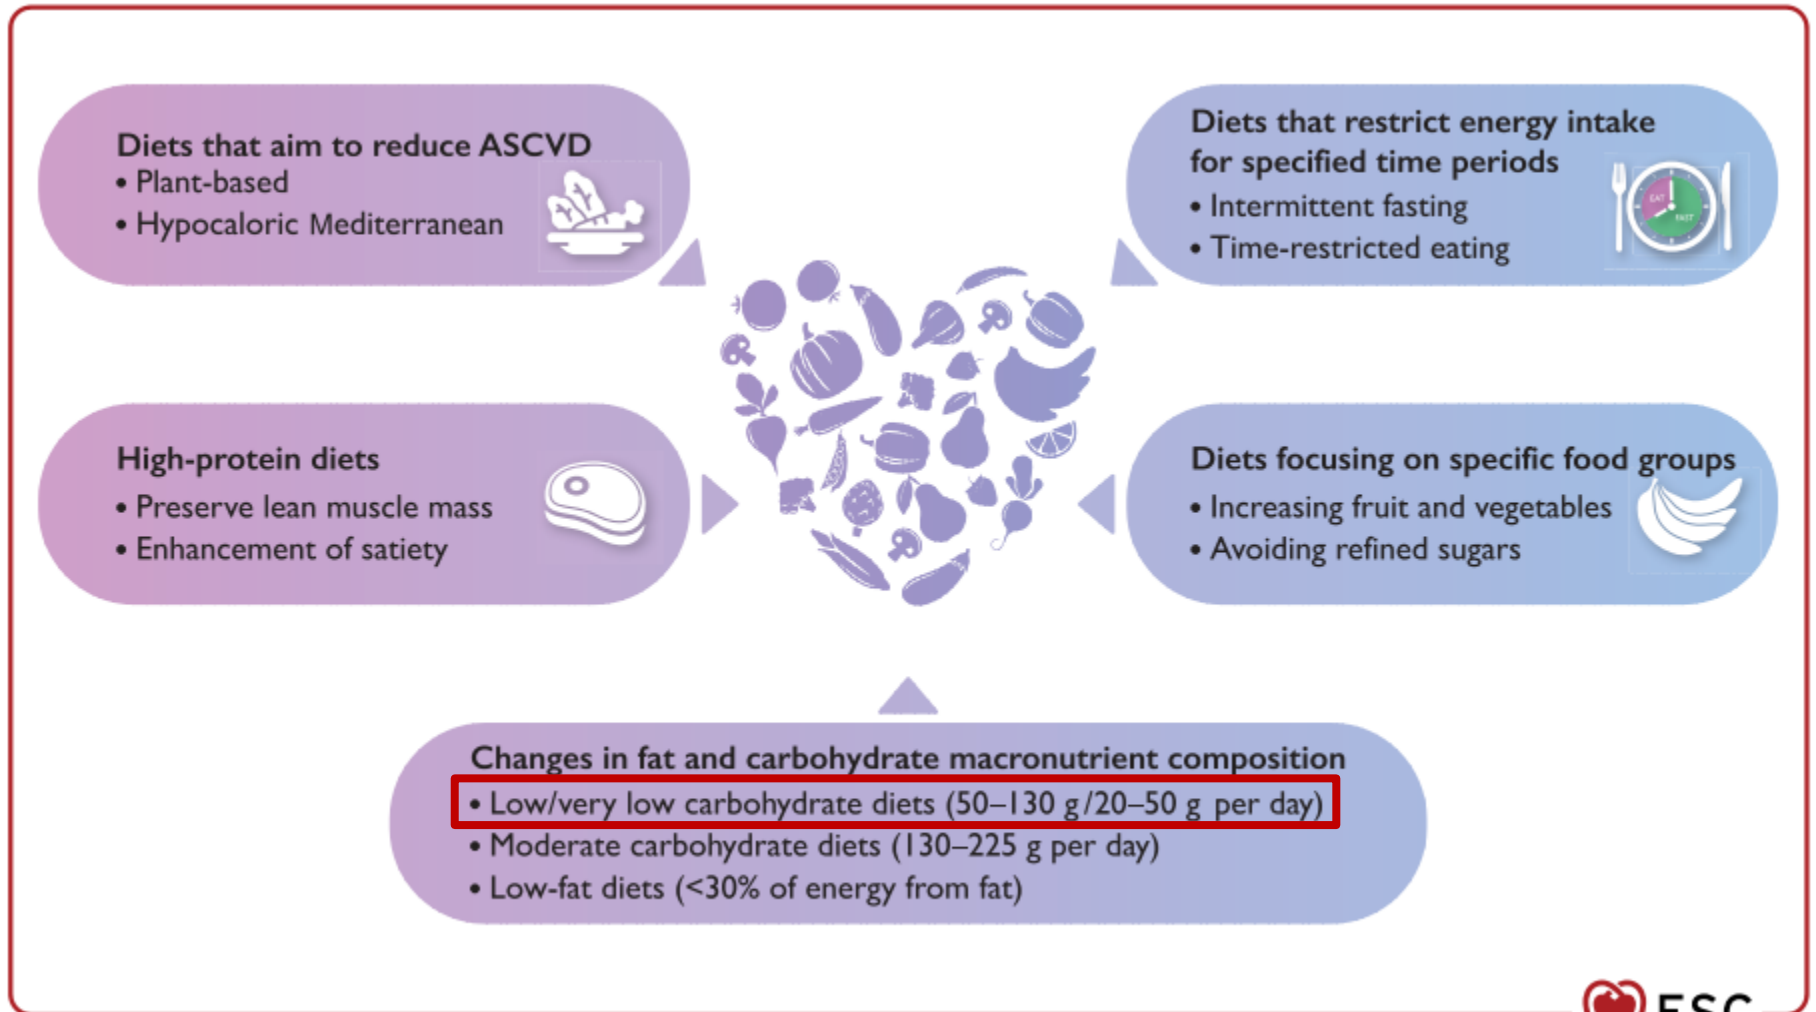 Diets that aim to reduce ASCVD
• Plant-based
• Hypocaloric Mediterranean
Diets that restrict energy intake
for specified time periods
• Intermittent fasting
• Time-restricted eating
EAT
FAST
High-protein diets
• Preserve lean muscle mass
• Enhancement of satiety
Diets focusing on specific food groups
• Increasing fruit and vegetables
• Avoiding refined sugars
Changes in fat and carbohydrate macronutrient composition
• Low/very low carbohydrate diets (50–130 g/20–50 g per day)
• Moderate carbohydrate diets (130–225 g per day)
• Low-fat diets (<30% of energy from fat)
ESC